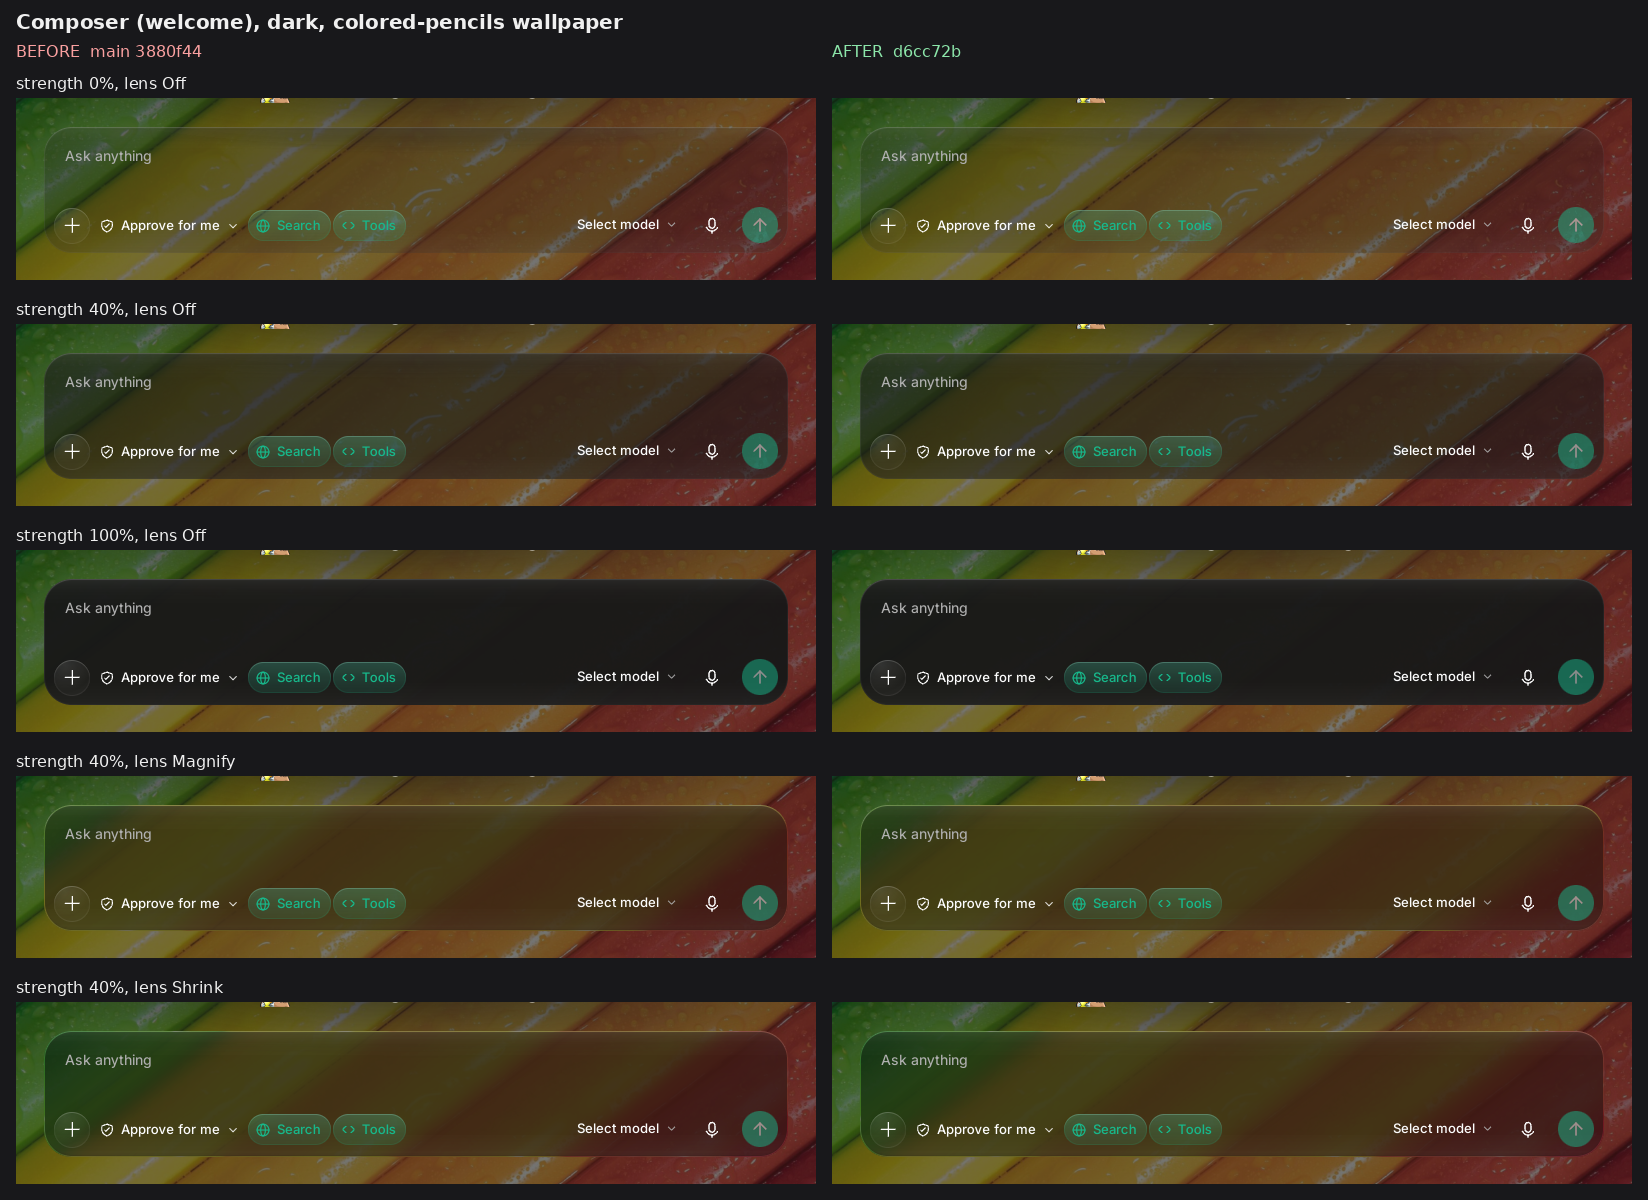 Composer (welcome), dark, colored-pencils wallpaper
BEFORE main 3880f44
AFTER d6cc72b
strength 0%, lens Off
Ask anything
Approve for me Search Tools Select model
Ask anything
Approve for me Search Tools Select model
strength 40%, lens Off
Ask anything
Approve for me Search Tools Select model
Ask anything
Approve for me Search Tools Select model
strength 100%, lens Off
Ask anything
Approve for me Search Tools Select model
Ask anything
Approve for me Search Tools Select model
strength 40%, lens Magnify
Ask anything
Approve for me Search Tools Select model
Ask anything
Approve for me Search Tools Select model
strength 40%, lens Shrink
Ask anything
Approve for me Search Tools Select model
Ask anything
Approve for me Search Tools Select model